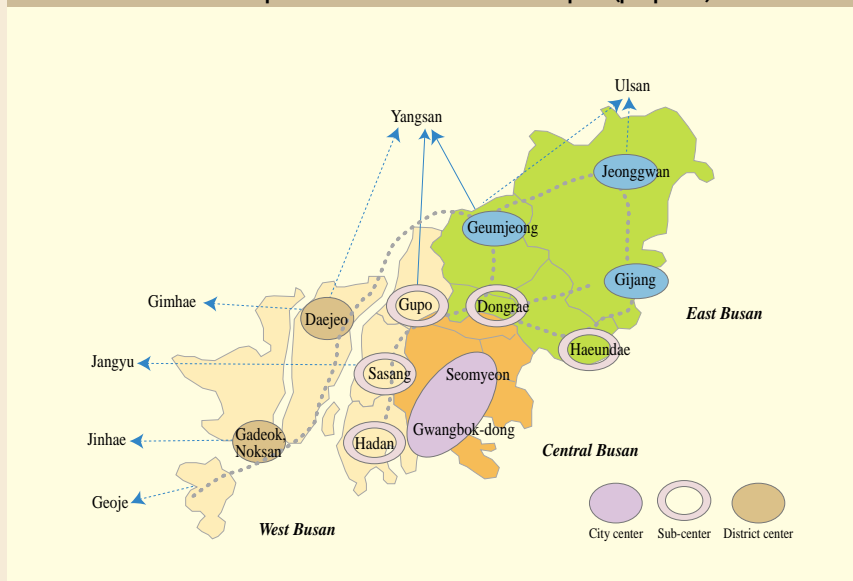 Ulsan
Yangsan
Jeonggwan
Geumjeong
Gijang
Gimhae
Gupo
Dongrae
Daejeo
East Busan
Haeundae
Jangyu
Sasang
Seomyeon
Jinhae
Gadeok,
Noksan
Hadan
Gwangbok-dong
Central Busan
Geoje
West Busan
City center
Sub-center
District center